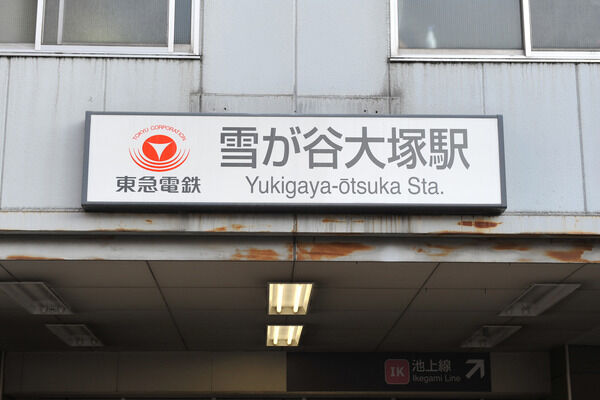 TOKYU CORPORATION
東急電鉄
雪が谷大塚駅
Yukigaya-ōtsuka Sta.
IK 池上線
Ikegami Line